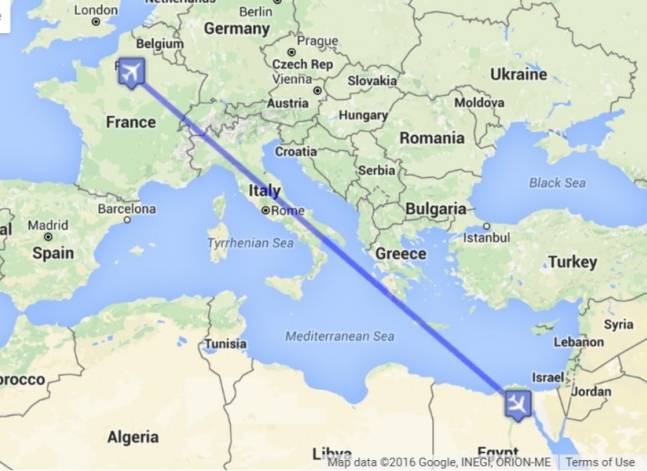 Netherlands
London
Berlin
Belgium
Germany
Prague
Czech Rep
Ukraine
Vienna
Slovakia
Austria
Moldova
France
Hungary
Romania
Croatia
Serbia
Black Sea
Italy
Barcelona
Rome
Bulgaria
Madrid
Istanbul
Tyrrhenian Sea
Spain
Greece
Turkey
Syria
Mediterranean Sea
Tunisia
Lebanon
Israel
orocco
Jordan
Algeria
Libya
Egypt
Map data ©2016 Google, INEGI, ORION-ME
Terms of Use